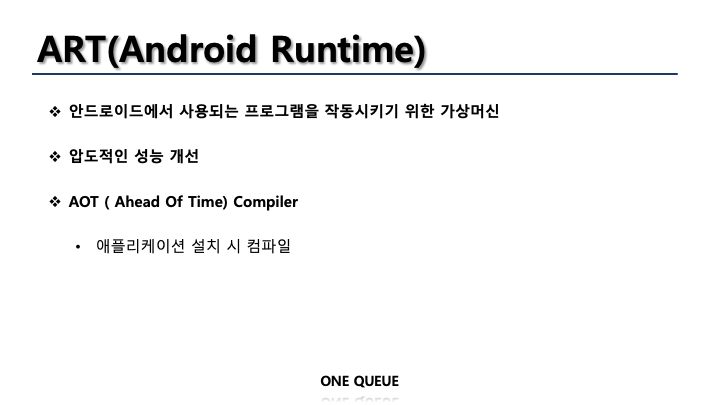 ART(Android Runtime)
❖ 안드로이드에서 사용되는 프로그램을 작동시키기 위한 가상머신
❖ 압도적인 성능 개선
❖ AOT ( Ahead Of Time) Compiler
• 애플리케이션 설치 시 컴파일
ONE QUEUE